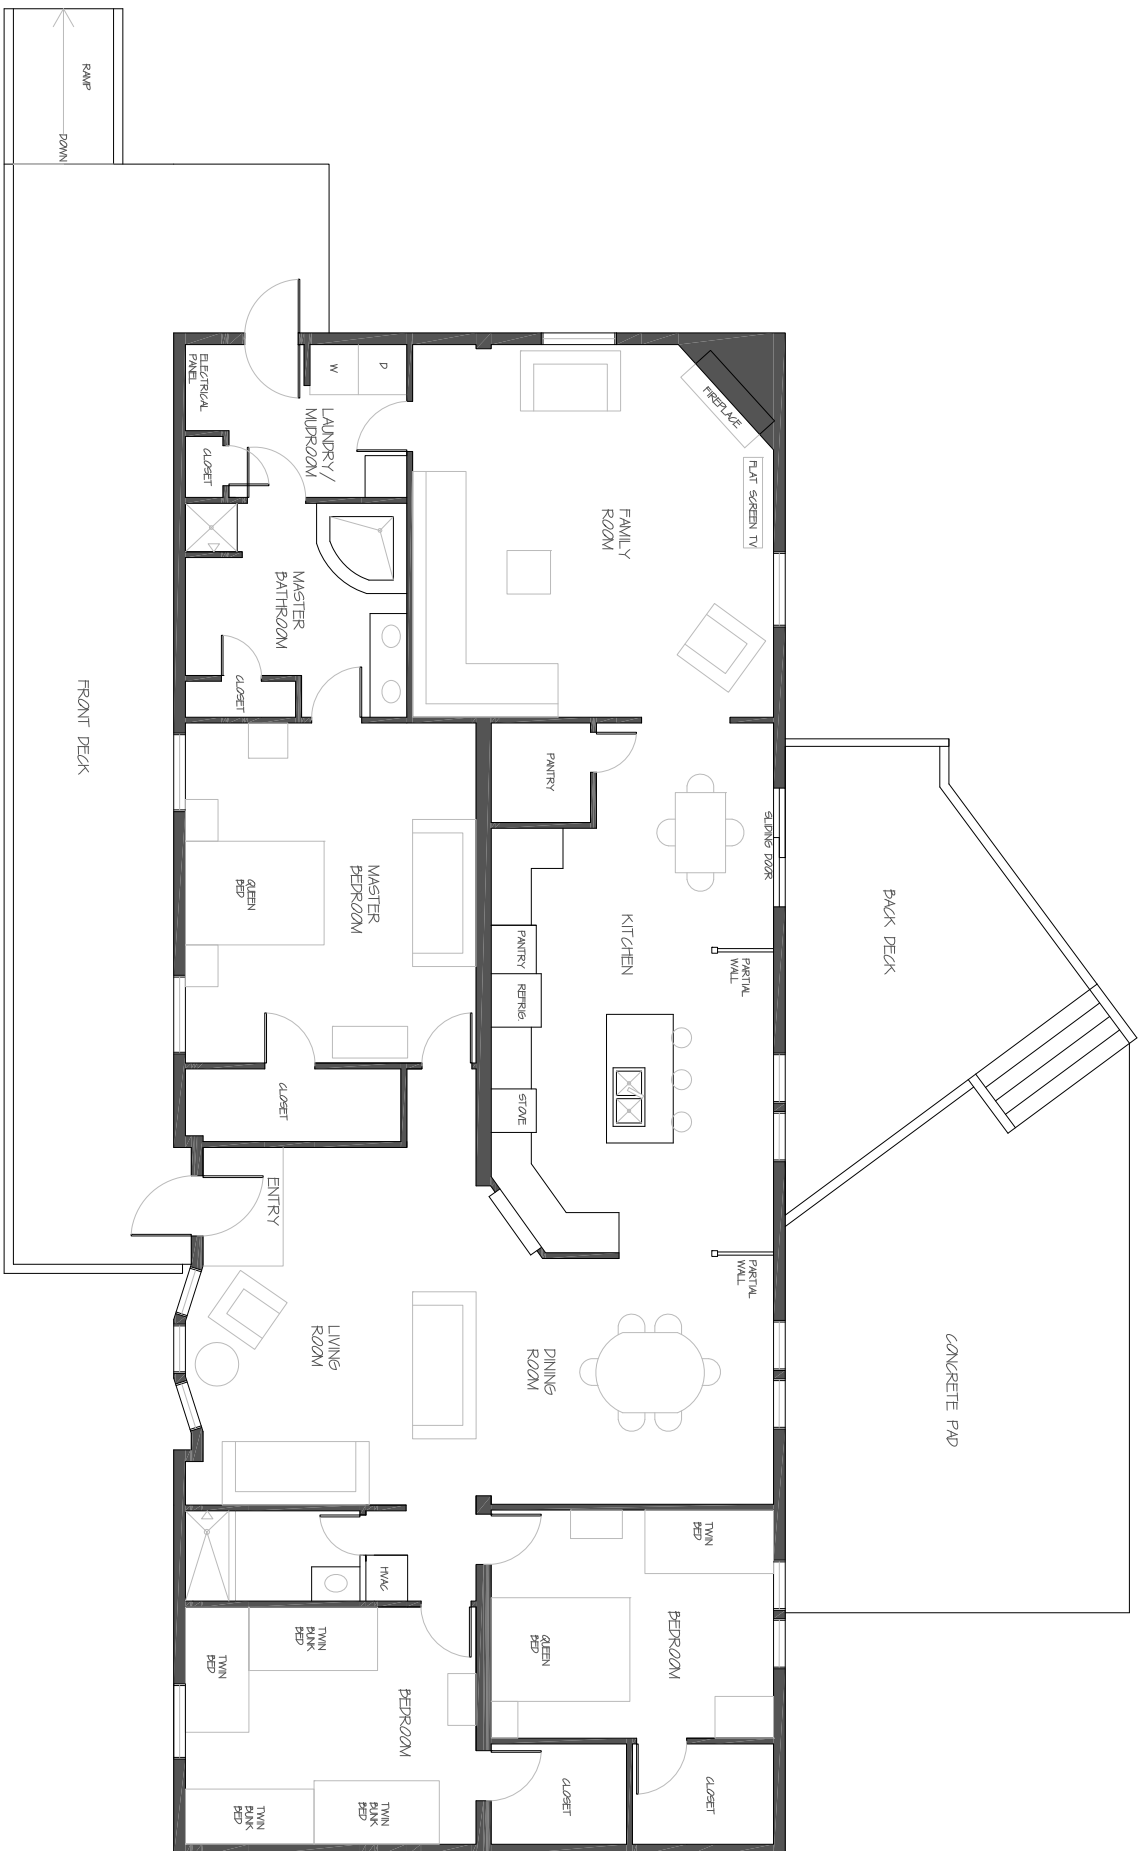 RAMP
DOWN
ELECTRICAL
PANEL
W
D
LAUNDRY/
MUDROOM
CLOSET
FIREPLACE
FLAT SCREEN TV
FAMILY
ROOM
MASTER
BATHROOM
CLOSET
FRONT DECK
PANTRY
SLIDING DOOR
QUEEN
BED
MASTER
BEDROOM
KITCHEN
BACK DECK
PANTRY
REFRIG.
PARTIAL
WALL
CLOSET
STOVE
ENTRY
PARTIAL
WALL
LIVING
ROOM
DINING
ROOM
CONCRETE PAD
TWIN
BED
HVAC
TWIN
BUNK
BED
TWIN
BED
QUEEN
BED
BEDROOM
BEDROOM
CLOSET
CLOSET
TWIN
BUNK
BED
TWIN
BUNK
BED